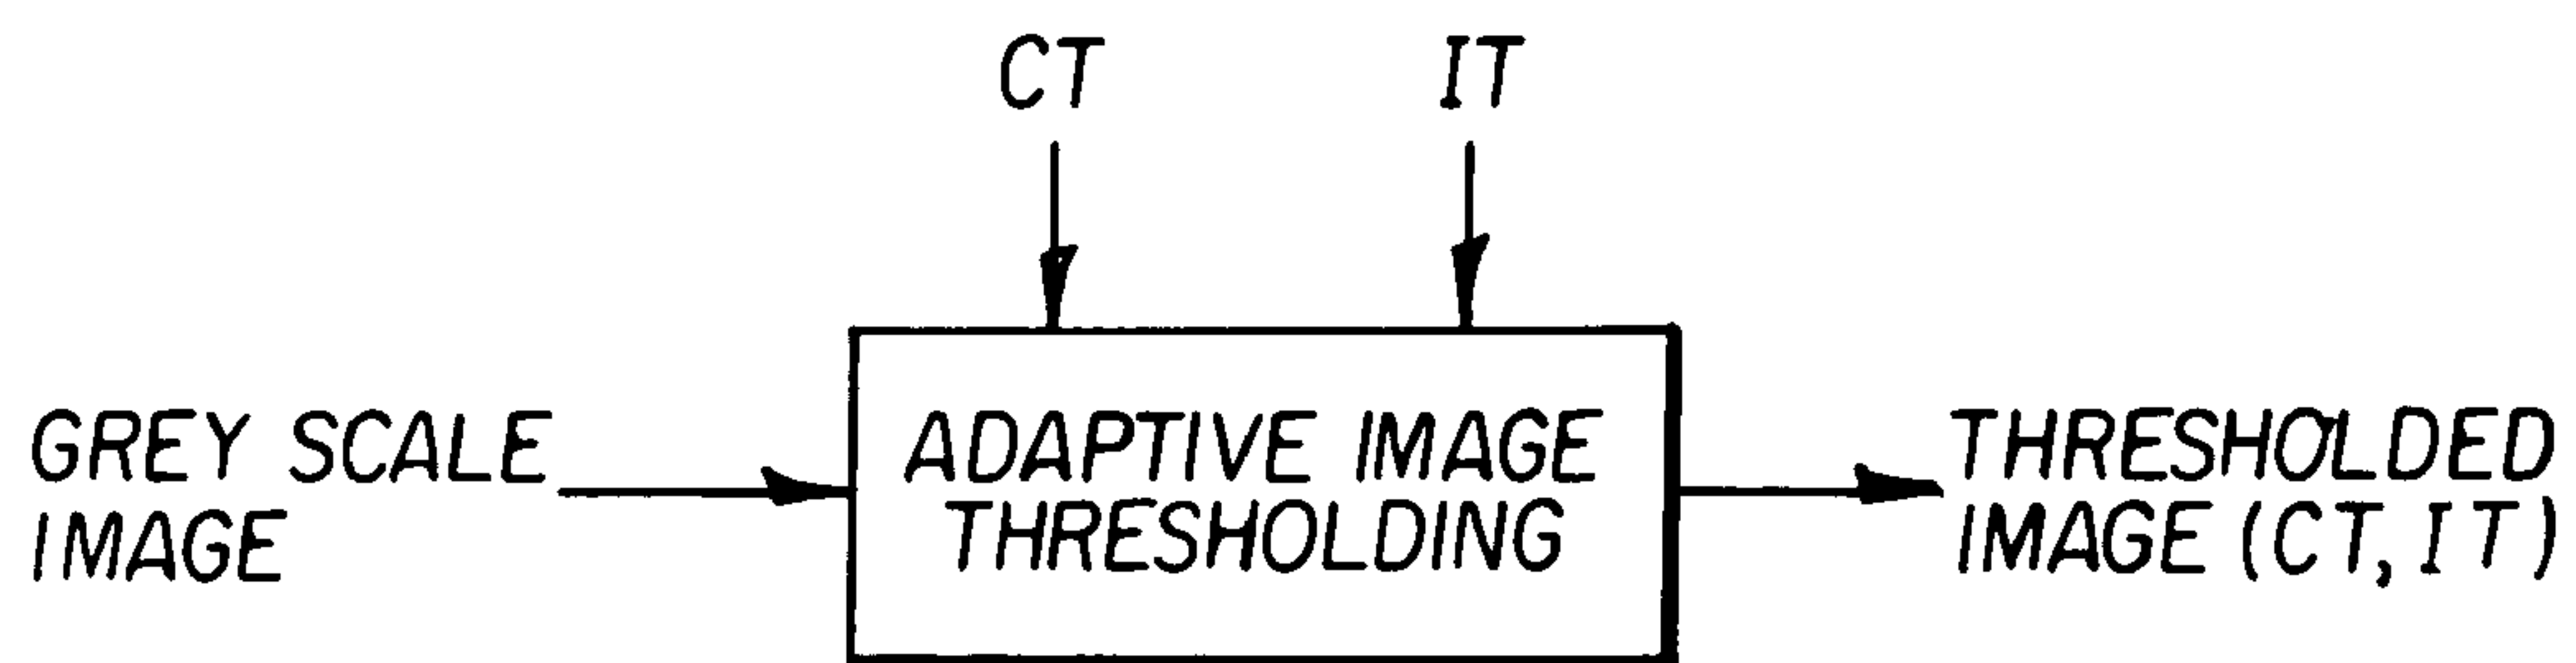 CT
IT
GREY SCALE
IMAGE
ADAPTIVE IMAGE
THRESHOLDING
THRESHOLDED
IMAGE (CT, IT)